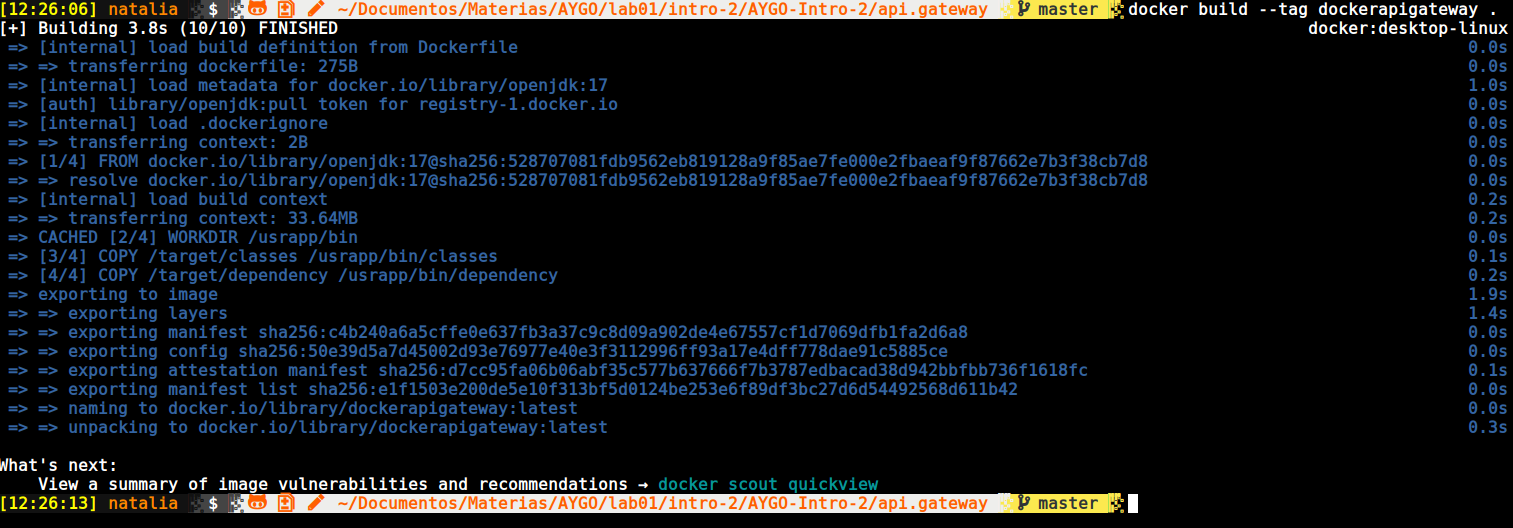 [12:26:06] natalia $ ~/Documentos/Materias/AYGO/lab01/intro-2/AYGO-Intro-2/api.gateway master docker build --tag dockerapigateway .
[+] Building 3.8s (10/10) FINISHED docker:desktop-linux
=> [internal] load build definition from Dockerfile 0.0s
=> => transferring dockerfile: 275B 0.0s
=> [internal] load metadata for docker.io/library/openjdk:17 1.0s
=> [auth] library/openjdk:pull token for registry-1.docker.io 0.0s
=> [internal] load .dockerignore 0.0s
=> => transferring context: 2B 0.0s
=> [1/4] FROM docker.io/library/openjdk:17@sha256:528707081fdb9562eb819128a9f85ae7fe000e2fbaeaf9f87662e7b3f38cb7d8 0.0s
=> => resolve docker.io/library/openjdk:17@sha256:528707081fdb9562eb819128a9f85ae7fe000e2fbaeaf9f87662e7b3f38cb7d8 0.0s
=> [internal] load build context 0.2s
=> => transferring context: 33.64MB 0.2s
=> CACHED [2/4] WORKDIR /usrapp/bin 0.0s
=> [3/4] COPY /target/classes /usrapp/bin/classes 0.1s
=> [4/4] COPY /target/dependency /usrapp/bin/dependency 0.2s
=> exporting to image 1.9s
=> => exporting layers 1.4s
=> => exporting manifest sha256:c4b240a6a5cffe0e637fb3a37c9c8d09a902de4e67557cf1d7069dfb1fa2d6a8 0.0s
=> => exporting config sha256:50e39d5a7d45002d93e76977e40e3f3112996ff93a17e4dff778dae91c5885ce 0.0s
=> => exporting attestation manifest sha256:d7cc95fa06b06abf35c577b637666f7b3787edbacad38d942bbfbb736f1618fc 0.1s
=> => exporting manifest list sha256:e1f1503e200de5e10f313bf5d0124be253e6f89df3bc27d6d54492568d611b42 0.0s
=> => naming to docker.io/library/dockerapigateway:latest 0.0s
=> => unpacking to docker.io/library/dockerapigateway:latest 0.3s
What's next:
View a summary of image vulnerabilities and recommendations → docker scout quickview
[12:26:13] natalia $ ~/Documentos/Materias/AYGO/lab01/intro-2/AYGO-Intro-2/api.gateway master